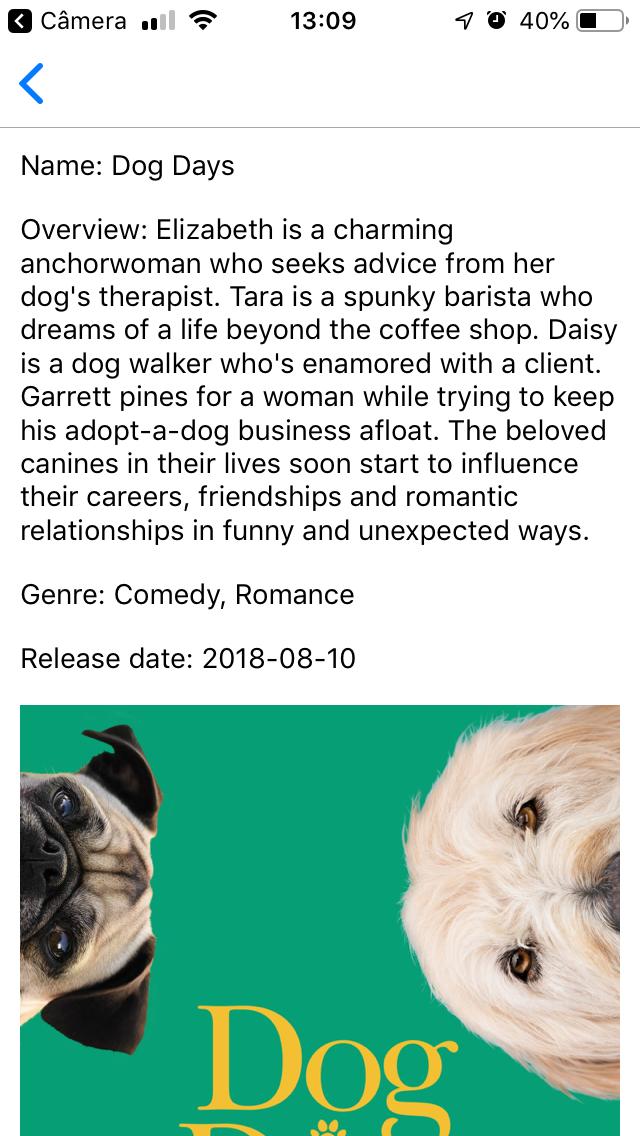 Câmera 13:09 40%
Name: Dog Days
Overview: Elizabeth is a charming
anchorwoman who seeks advice from her
dog's therapist. Tara is a spunky barista who
dreams of a life beyond the coffee shop. Daisy
is a dog walker who's enamored with a client.
Garrett pines for a woman while trying to keep
his adopt-a-dog business afloat. The beloved
canines in their lives soon start to influence
their careers, friendships and romantic
relationships in funny and unexpected ways.
Genre: Comedy, Romance
Release date: 2018-08-10
Dog